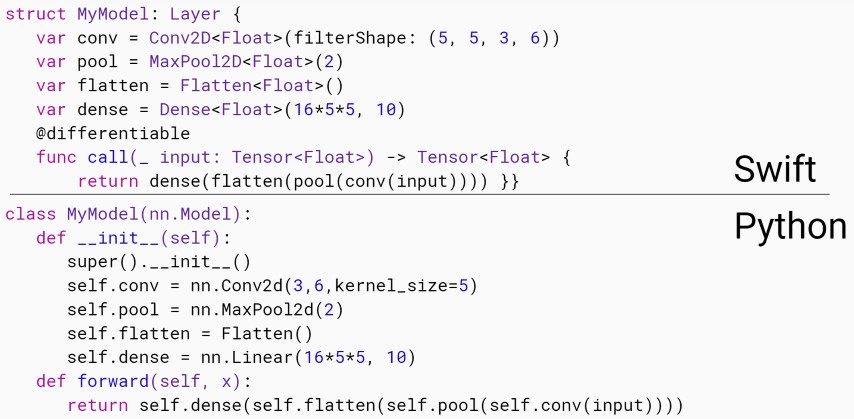 struct MyModel: Layer {
   var conv = Conv2D<Float>(filterShape: (5, 5, 3, 6))
   var pool = MaxPool2D<Float>(2)
   var flatten = Flatten<Float>()
   var dense = Dense<Float>(16*5*5, 10)
   @differentiable
   func call(_ input: Tensor<Float>) -> Tensor<Float> {
       return dense(flatten(pool(conv(input)))) }}
Swift
Python
class MyModel(nn.Model):
   def __init__(self):
      super().__init__()
      self.conv = nn.Conv2d(3,6,kernel_size=5)
      self.pool = nn.MaxPool2d(2)
      self.flatten = Flatten()
      self.dense = nn.Linear(16*5*5, 10)
   def forward(self, x):
      return self.dense(self.flatten(self.pool(self.conv(input))))